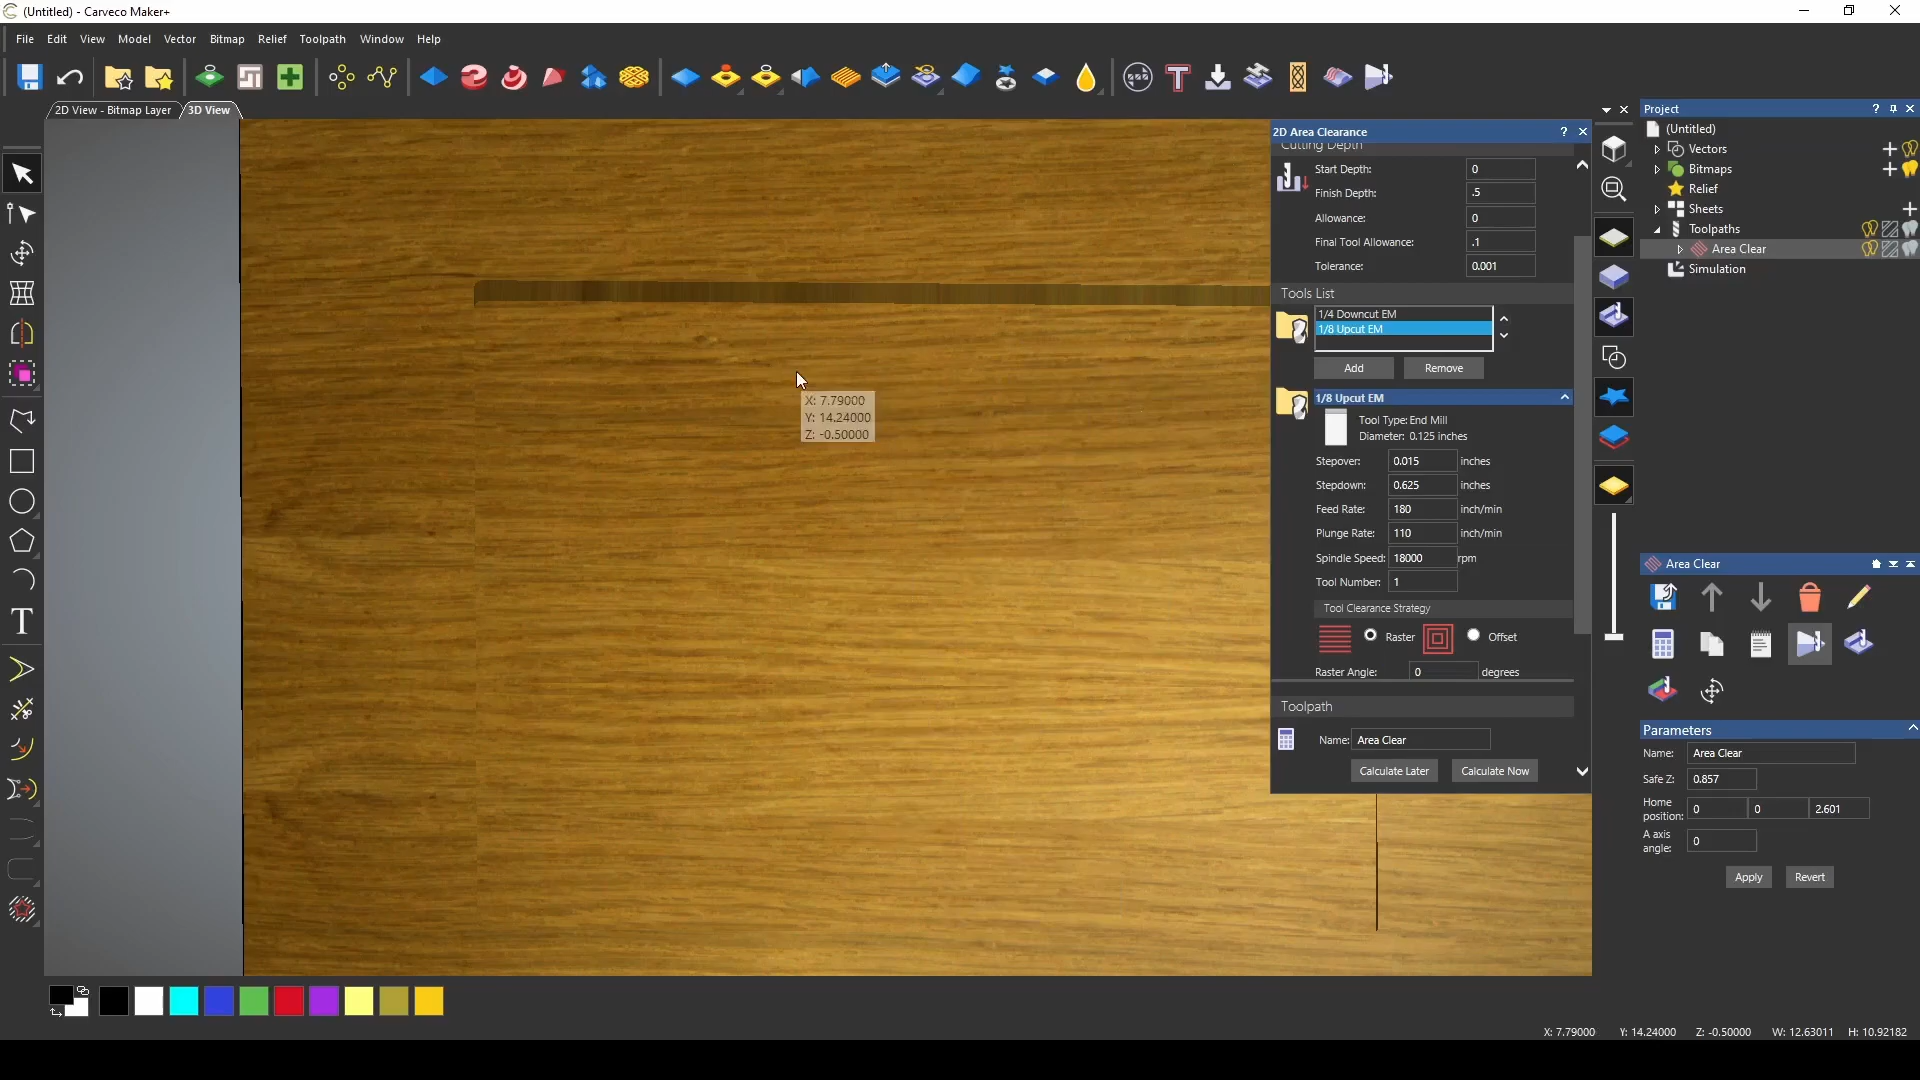 (Untitled) - Carveco Maker+
File Edit View Model Vector Bitmap Relief Toolpath Window Help
2D View - Bitmap Layer 3D View
X: 7.79000
Y: 14.24000
Z: -0.50000
2D Area Clearance ?
Cutting Depth
Start Depth: 0
Finish Depth: .5
Allowance: 0
Final Tool Allowance: .1
Tolerance: 0.001
Tools List
1/4 Downcut EM
1/8 Upcut EM
Add Remove
1/8 Upcut EM
Tool Type: End Mill
Diameter: 0.125 inches
Stepover: 0.015 inches
Stepdown: 0.625 inches
Feed Rate: 180 inch/min
Plunge Rate: 110 inch/min
Spindle Speed: 18000 rpm
Tool Number: 1
Tool Clearance Strategy
Raster Offset
Raster Angle: 0 degrees
Toolpath
Name: Area Clear
Calculate Later Calculate Now
Project ?
(Untitled)
Vectors
Bitmaps
Relief
Sheets
Toolpaths
Area Clear
Simulation
Area Clear
Parameters
Name: Area Clear
Safe Z: 0.857
Home
position: 0 0 2.601
A axis
angle: 0
Apply Revert
X: 7.79000 Y: 14.24000 Z: -0.50000 W: 12.63011 H: 10.92182